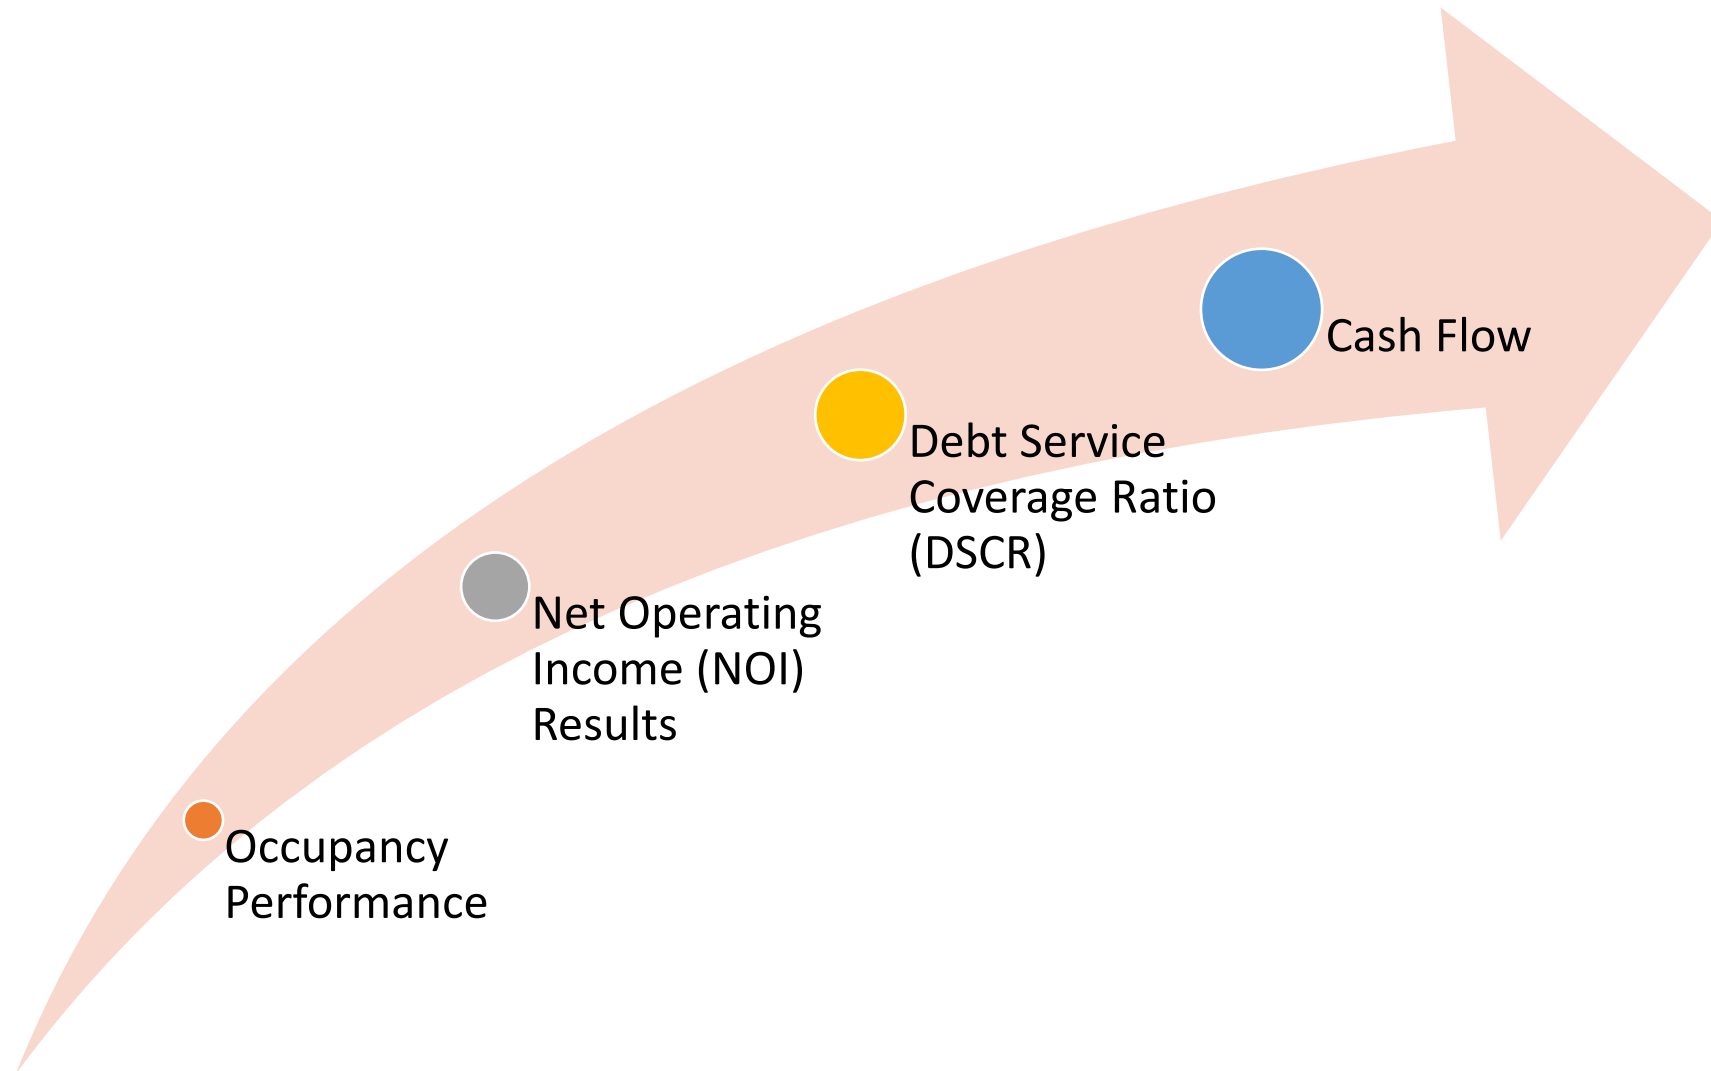 Occupancy
Performance
Net Operating
Income (NOI)
Results
Debt Service
Coverage Ratio
(DSCR)
Cash Flow